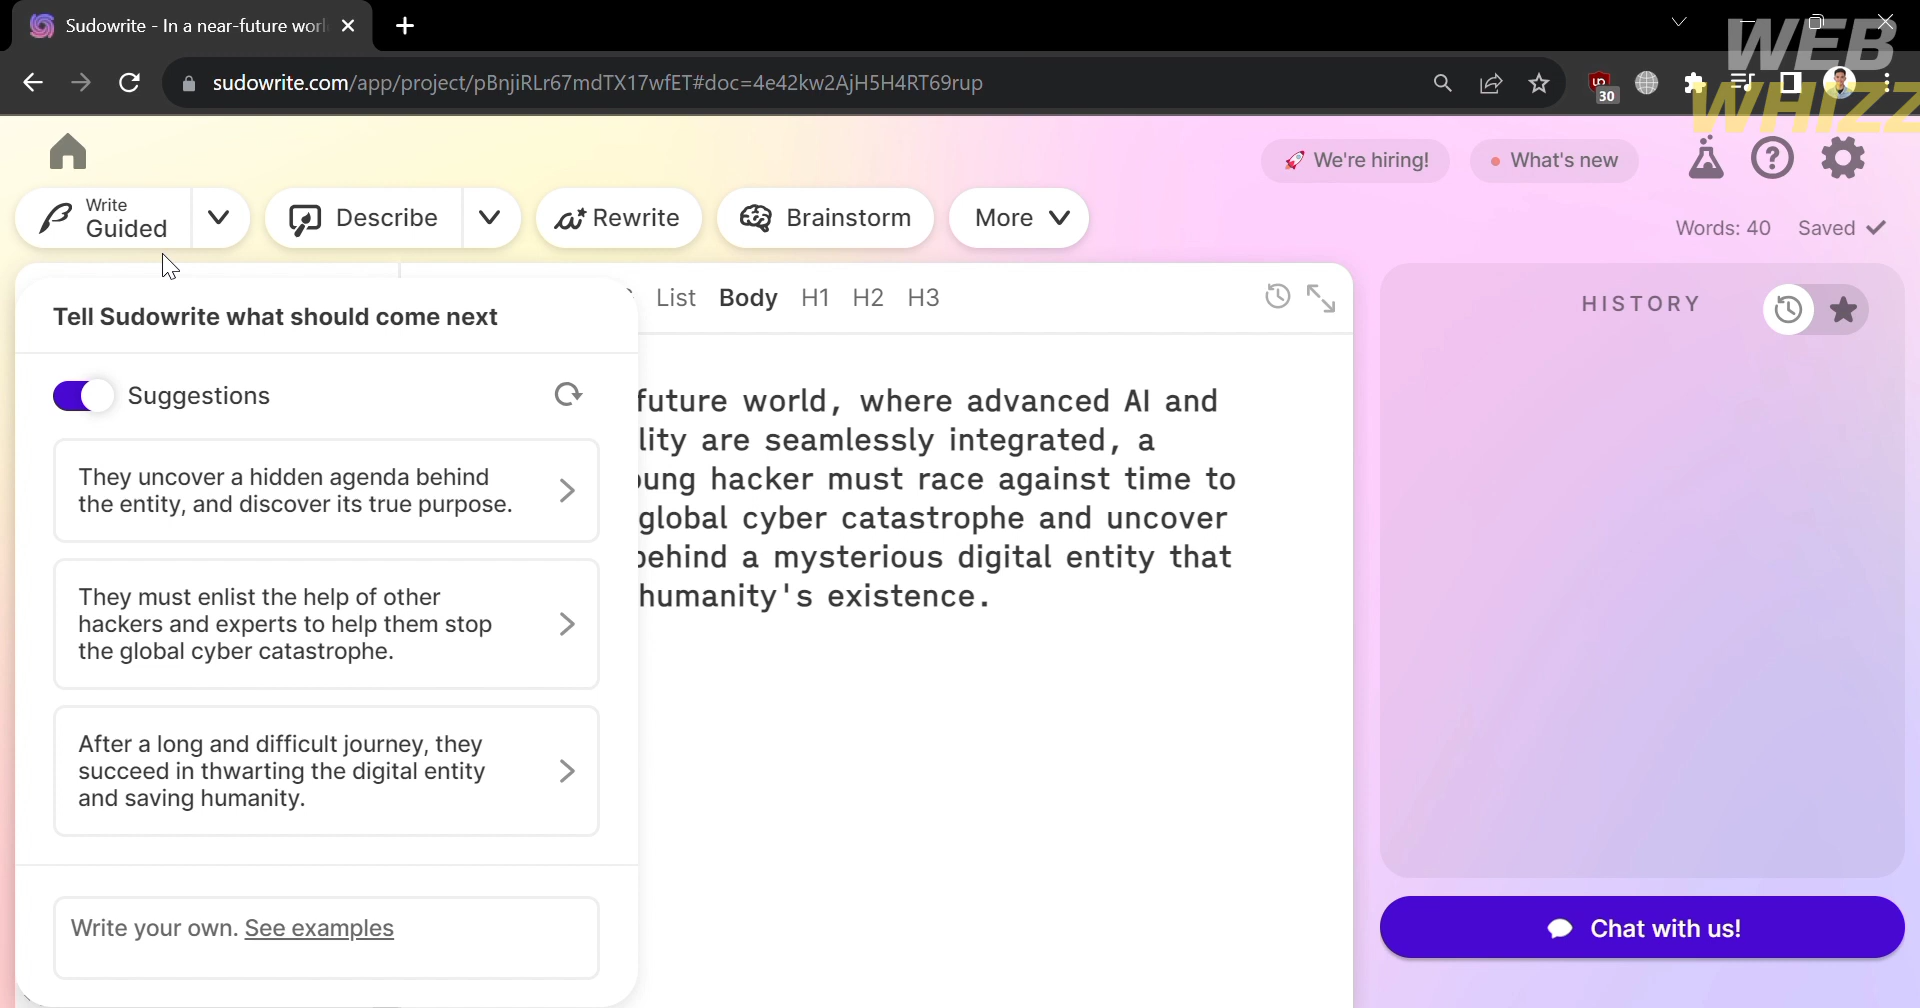 Sudowrite - In a near-future worl
sudowrite.com/app/project/pBnjiRLr67mdTX17wfET#doc=4e42kw2AjH5H4RT69rup
30
WEB
WHIZZ
We're hiring!
What's new
Write
Guided
Describe
Rewrite
Brainstorm
More
Words: 40 Saved
Tell Sudowrite what should come next
List Body H1 H2 H3
HISTORY
Suggestions
future world, where advanced AI and
lity are seamlessly integrated, a
ung hacker must race against time to
global cyber catastrophe and uncover
behind a mysterious digital entity that
humanity's existence.
They uncover a hidden agenda behind
the entity, and discover its true purpose.
They must enlist the help of other
hackers and experts to help them stop
the global cyber catastrophe.
After a long and difficult journey, they
succeed in thwarting the digital entity
and saving humanity.
Write your own. See examples
Chat with us!